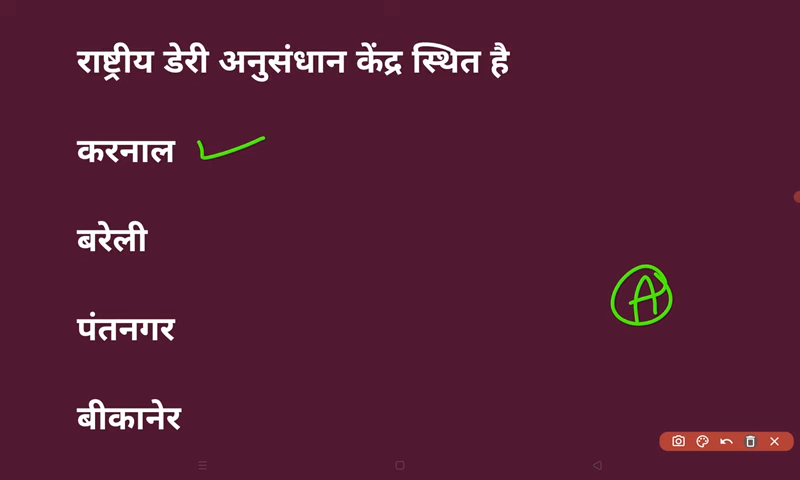 राष्ट्रीय डेरी अनुसंधान केंद्र स्थित है
करनाल
बरेली
A
पंतनगर
बीकानेर